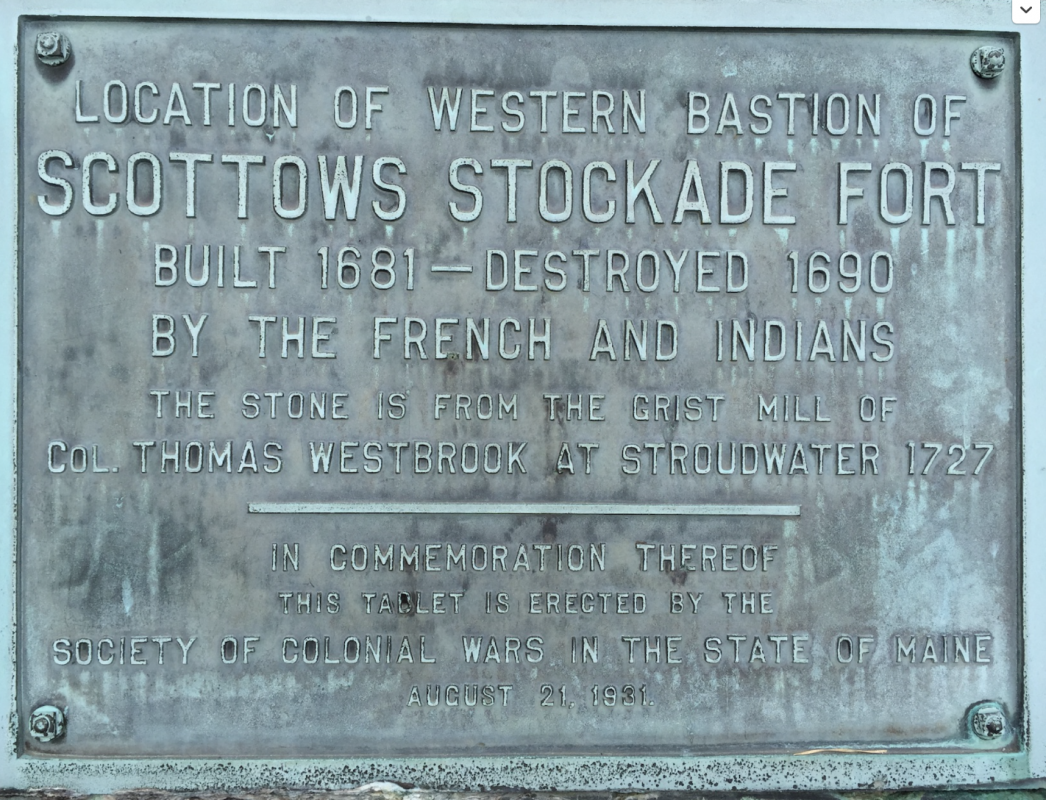 LOCATION OF WESTERN BASTION OF
SCOTTOWS STOCKADE FORT
BUILT 1681—DESTROYED 1690
BY THE FRENCH AND INDIANS
THE STONE IS FROM THE GRIST MILL OF
COL. THOMAS WESTBROOK AT STROUDWATER 1727
IN COMMEMORATION THEREOF
THIS TABLET IS ERECTED BY THE
SOCIETY OF COLONIAL WARS IN THE STATE OF MAINE
AUGUST 21, 1931.